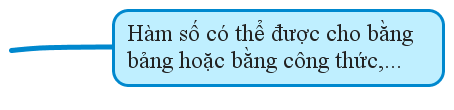 Hàm số có thể được cho bằng
bảng hoặc bằng công thức,...